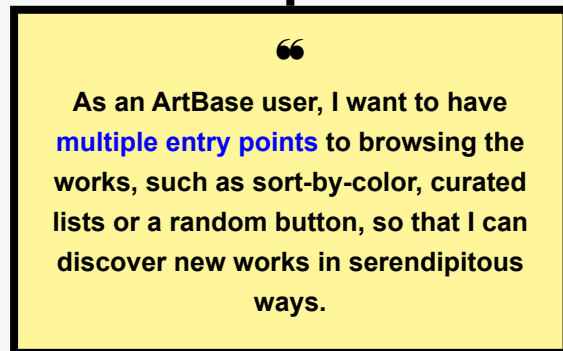 ❝
As an ArtBase user, I want to have
multiple entry points to browsing the
works, such as sort-by-color, curated
lists or a random button, so that I can
discover new works in serendipitous
ways.